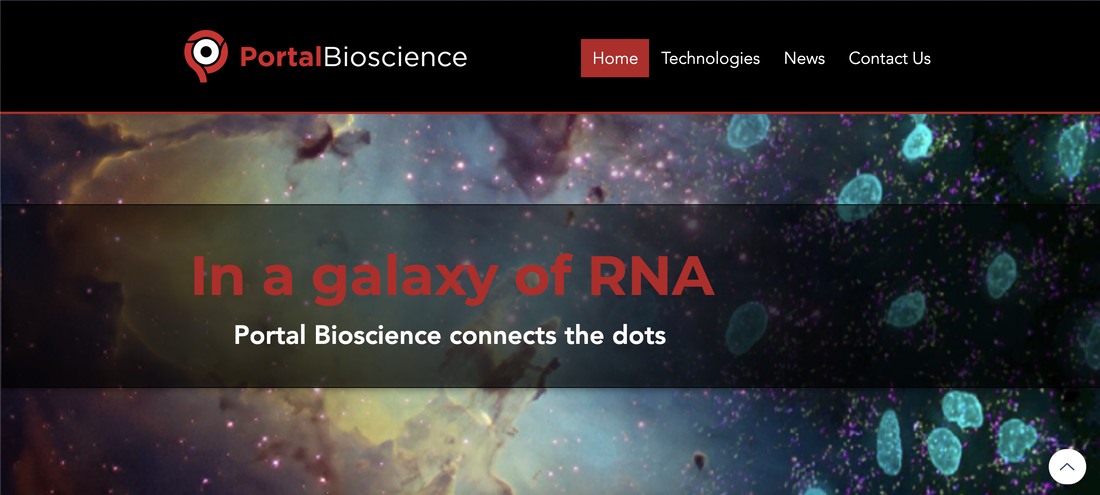 PortalBioscience
Home Technologies News Contact Us
In a galaxy of RNA
Portal Bioscience connects the dots